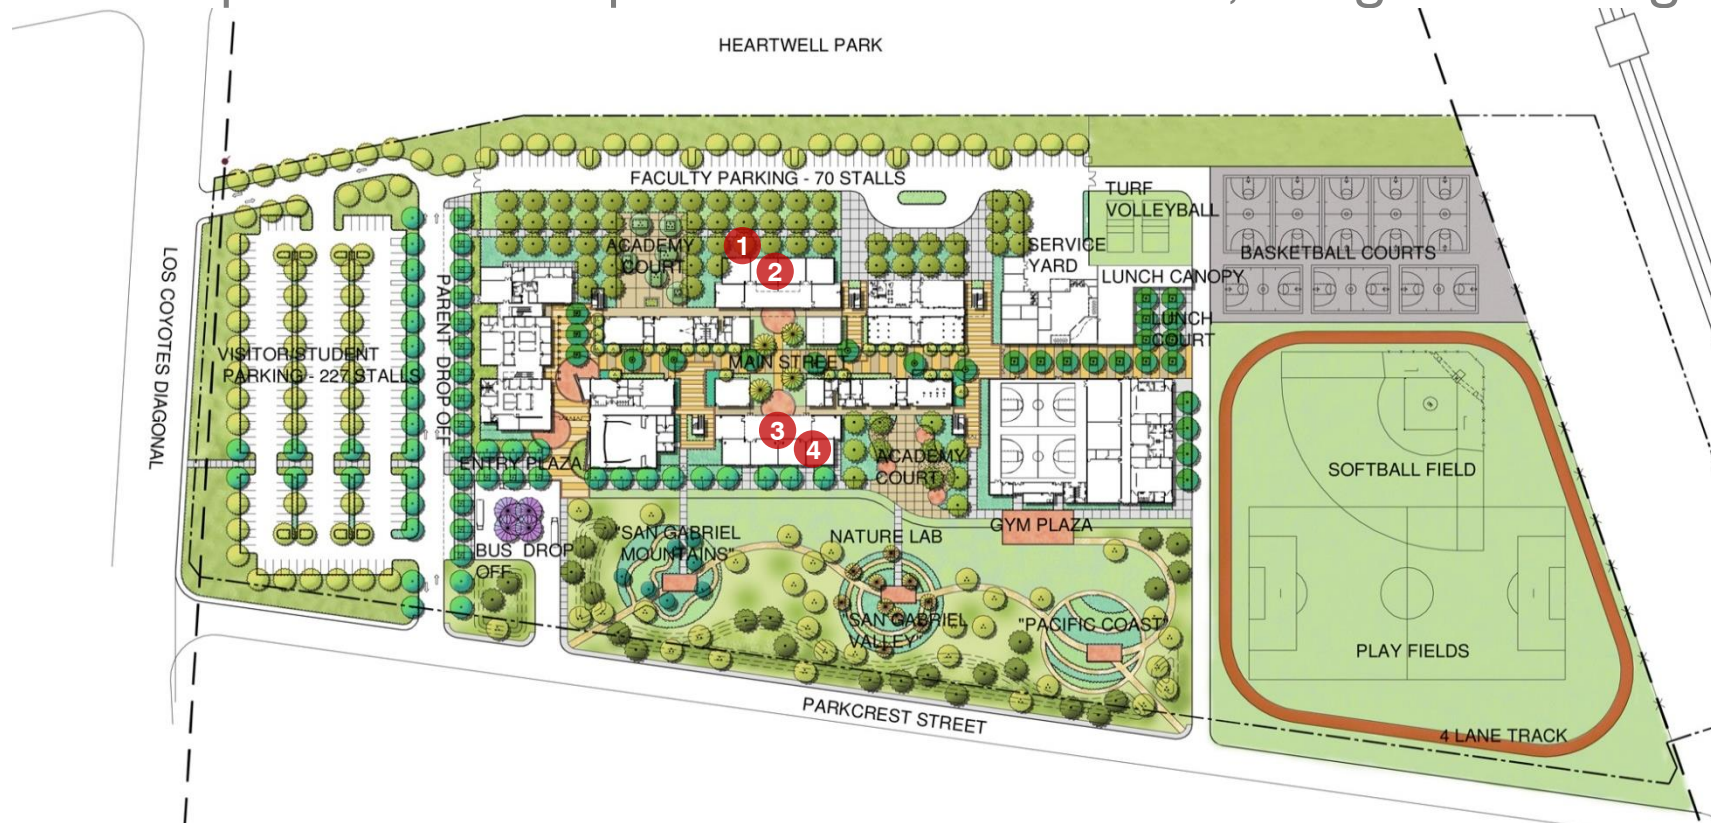 HEARTWELL PARK
FACULTY PARKING - 70 STALLS
TURF
VOLLEYBALL
ACADEMY
COURT
1
2
SERVICE
YARD
BASKETBALL COURTS
LUNCH CANOPY
LOS COYOTES DIAGONAL
PARENT DROP OFF
LUNCH
COURT
VISITOR/STUDENT
PARKING - 227 STALLS
MAIN STREET
3
4
ENTRY PLAZA
ACADEMY
COURT
SOFTBALL FIELD
GYM PLAZA
"SAN GABRIEL
MOUNTAINS"
NATURE LAB
BUS DROP
OFF
"SAN GABRIEL
VALLEY"
"PACIFIC COAST"
PLAY FIELDS
PARKCREST STREET
4 LANE TRACK